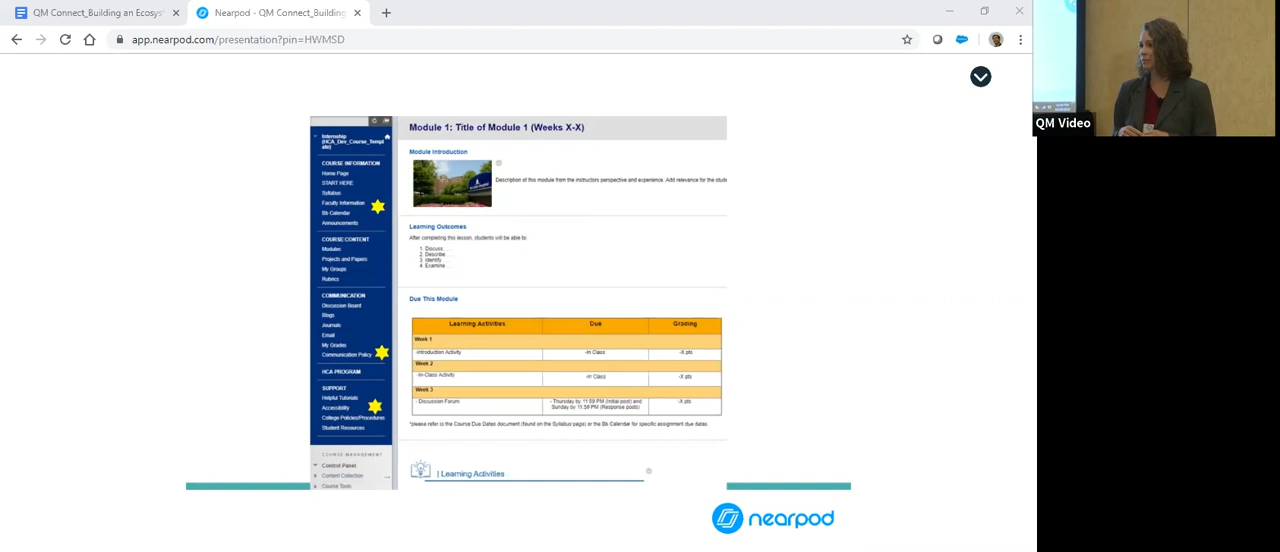 QM Connect_Building an Ecosyst
Nearpod - QM Connect_Building
app.nearpod.com/presentation?pin=HWMSD
QM Video
Internship
(HCA_Dev_Course_Templ
ate)
COURSE INFORMATION
Home Page
START HERE
Syllabus
Faculty Information
Bb Calendar
Announcements
COURSE CONTENT
Modules
Projects and Papers
My Groups
Rubrics
COMMUNICATION
Discussion Board
Blogs
Journals
Email
My Grades
Communication Policy
HCA PROGRAM
SUPPORT
Helpful Tutorials
Accessibility
College Policies/Procedures
Student Resources
COURSE MANAGEMENT
Control Panel
Content Collection
Course Tools
Module 1: Title of Module 1 (Weeks X-X)
Module Introduction
Description of this module from the instructors perspective and experience. Add relevance for the stude
Learning Outcomes
After completing this lesson, students will be able to:
1. Discuss . . .
2. Describe . . .
3. Identify . . .
4. Examine . . .
Due This Module
Learning Activities Due Grading
Week 1
-Introduction Activity -In Class -X pts
Week 2
-In-Class Activity -In Class -X pts
Week 3
- Discussion Forum - Thursday by 11:59 PM (Initial post) and -X pts
Sunday by 11:59 PM (Response posts)
*please refer to the Course Due Dates document (found on the Syllabus page) or the Bb Calendar for specific assignment due dates.
| Learning Activities
nearpod